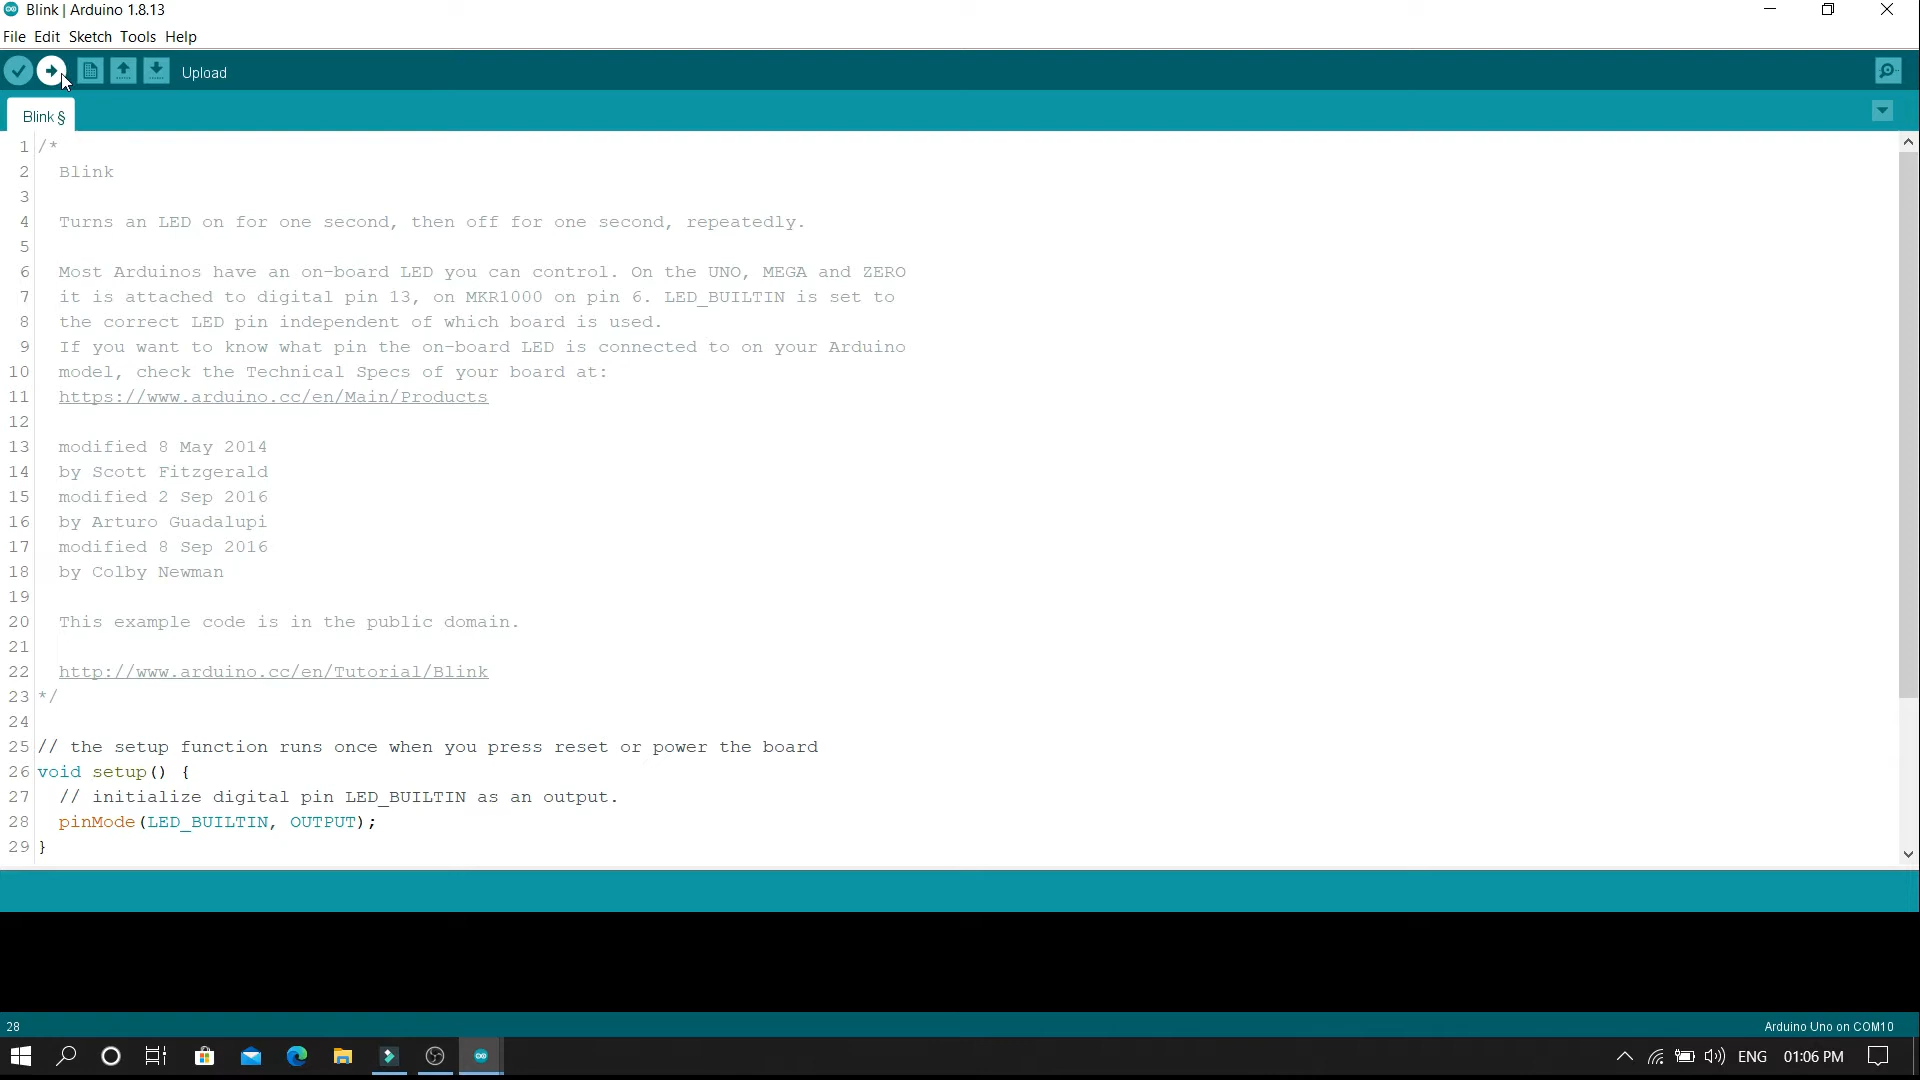 Blink | Arduino 1.8.13
File Edit Sketch Tools Help
Upload
Blink §
1 /*
2 Blink
3
4 Turns an LED on for one second, then off for one second, repeatedly.
5
6 Most Arduinos have an on-board LED you can control. On the UNO, MEGA and ZERO
7 it is attached to digital pin 13, on MKR1000 on pin 6. LED_BUILTIN is set to
8 the correct LED pin independent of which board is used.
9 If you want to know what pin the on-board LED is connected to on your Arduino
10 model, check the Technical Specs of your board at:
11 https://www.arduino.cc/en/Main/Products
12
13 modified 8 May 2014
14 by Scott Fitzgerald
15 modified 2 Sep 2016
16 by Arturo Guadalupi
17 modified 8 Sep 2016
18 by Colby Newman
19
20 This example code is in the public domain.
21
22 http://www.arduino.cc/en/Tutorial/Blink
23 */
24
25 // the setup function runs once when you press reset or power the board
26 void setup() {
27 // initialize digital pin LED_BUILTIN as an output.
28 pinMode(LED_BUILTIN, OUTPUT);
29 }
28 Arduino Uno on COM10
ENG 01:06 PM